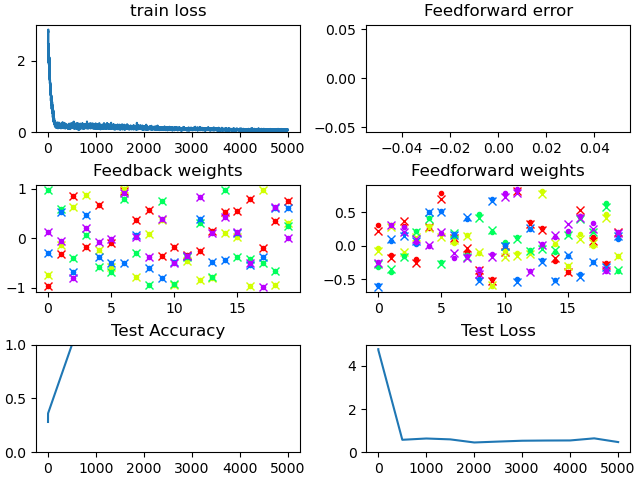 train loss
Feedforward error
2
0
0 1000 2000 3000 4000 5000
0.05
0.00
−0.05
−0.04 −0.02 0.00 0.02 0.04
Feedback weights
Feedforward weights
1
0
−1
0 5 10 15
0.5
0.0
−0.5
0 5 10 15
Test Accuracy
Test Loss
1.0
0.5
0.0
0 1000 2000 3000 4000 5000
4
2
0
0 1000 2000 3000 4000 5000